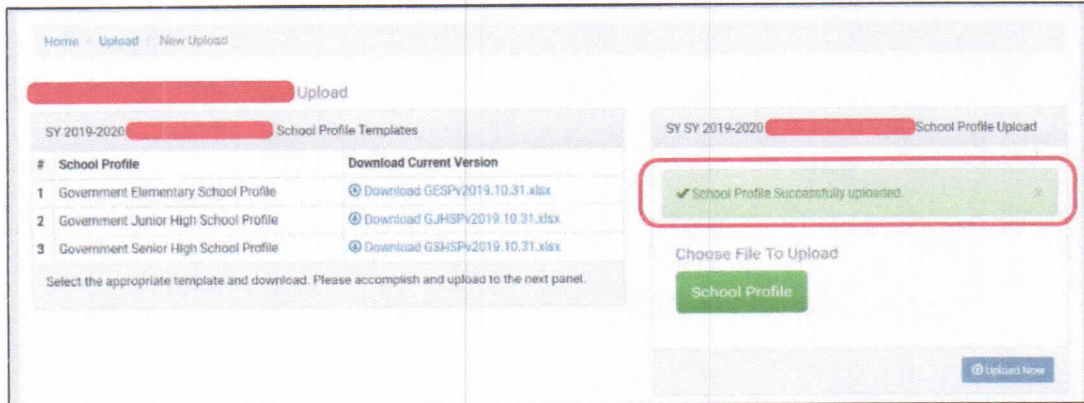 Home / Upload / New Upload
Upload
SY 2019-2020 School Profile Templates
# School Profile Download Current Version
1 Government Elementary School Profile Download GESPv2019.10.31.xlsx
2 Government Junior High School Profile Download GJHSPv2019.10.31.xlsx
3 Government Senior High School Profile Download GSHSPv2019.10.31.xlsx
Select the appropriate template and download. Please accomplish and upload to the next panel.
SY SY 2019-2020 School Profile Upload
✔ School Profile Successfully uploaded. ×
Choose File To Upload
School Profile
Upload Now